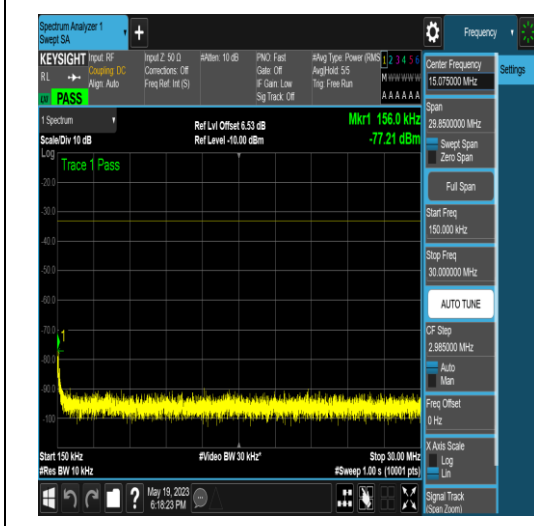 Spectrum Analyzer 1
Swept SA
Frequency
KEYSIGHT
RL
Input: RF
Coupling: DC
Align: Auto
Input Z: 50 Ω
Corrections: Off
Freq Ref: Int (S)
#Atten: 10 dB
PNO: Fast
Gate: Off
IF Gain: Low
Sig Track: Off
#Avg Type: Power (RMS)
Avg|Hold: 5/5
Trig: Free Run
1 2 3 4 5 6
M W W W W W
A A A A A A
PASS
1 Spectrum
Scale/Div 10 dB
Log
Ref Lvl Offset 6.53 dB
Ref Level -10.00 dBm
Mkr1 156.0 kHz
-77.21 dBm
Trace 1 Pass
-20.0
-30.0
-40.0
-50.0
-60.0
-70.0
-80.0
-90.0
-100
1
Start 150 kHz
#Res BW 10 kHz
#Video BW 30 kHz*
Stop 30.00 MHz
#Sweep 1.00 s (10001 pts)
May 19, 2023
6:18:23 PM
Center Frequency
15.075000 MHz
Settings
Span
29.8500000 MHz
Swept Span
Zero Span
Full Span
Start Freq
150.000 kHz
Stop Freq
30.000000 MHz
AUTO TUNE
CF Step
2.985000 MHz
Auto
Man
Freq Offset
0 Hz
X Axis Scale
Log
Lin
Signal Track
(Span Zoom)